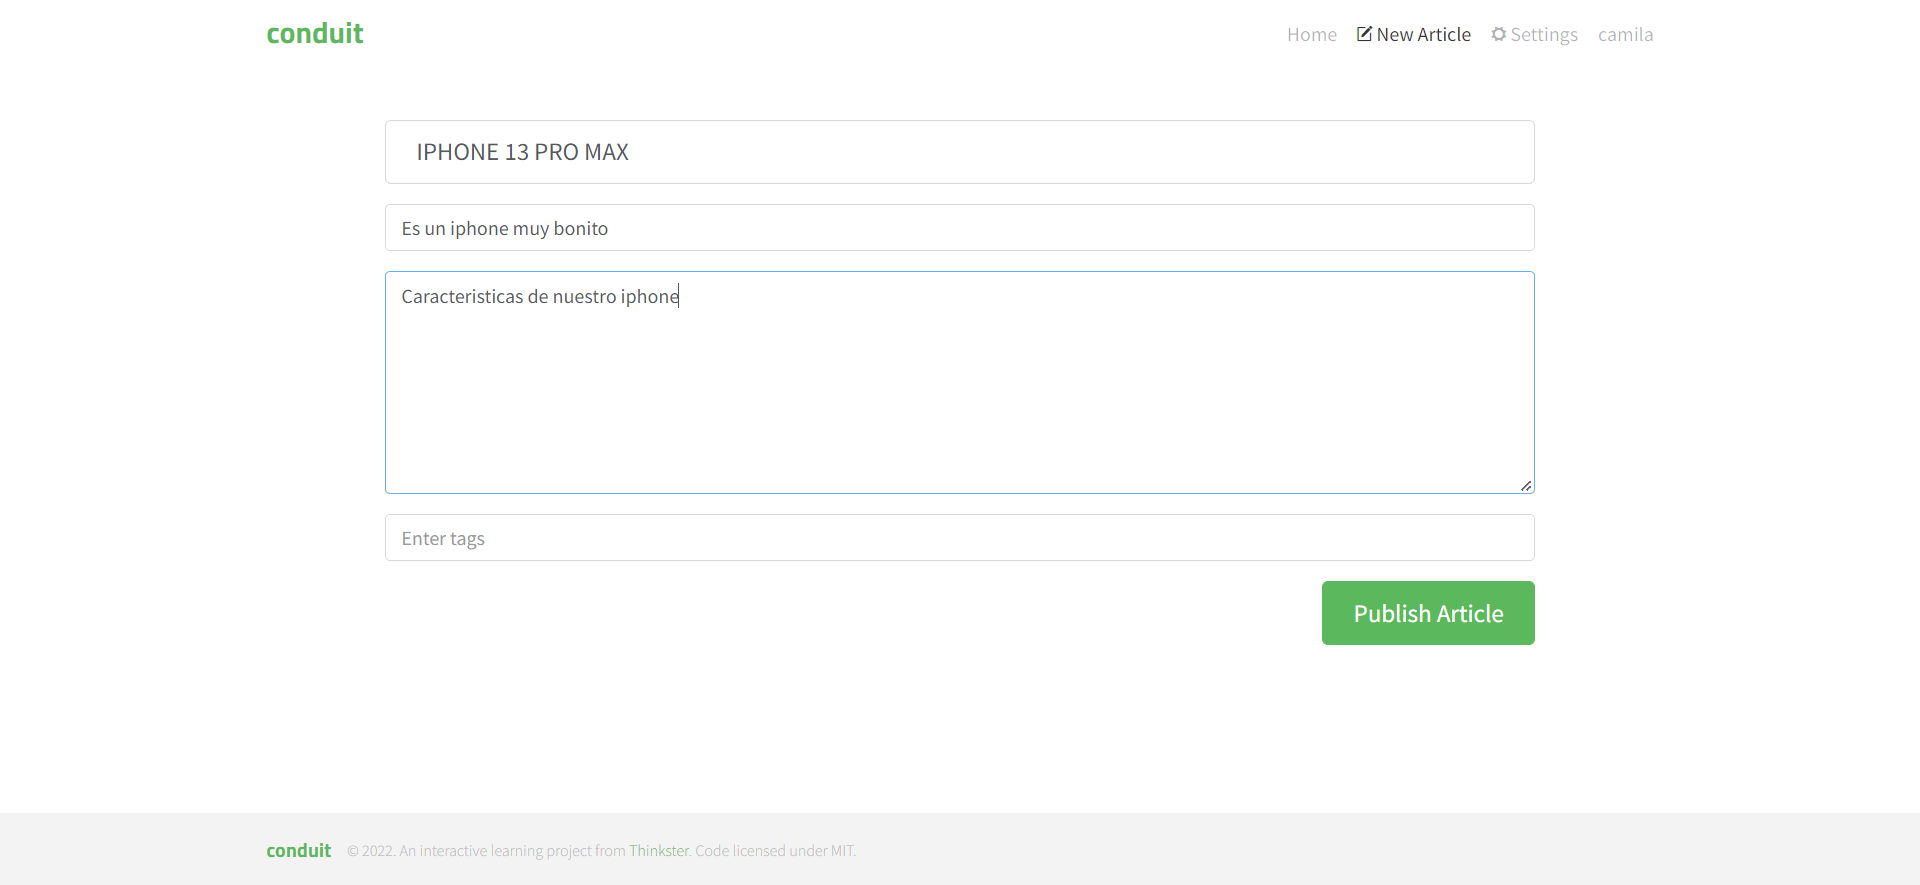 conduit
Home New Article Settings camila
IPHONE 13 PRO MAX
Es un iphone muy bonito
Caracteristicas de nuestro iphone
Enter tags
Publish Article
conduit © 2022. An interactive learning project from Thinkster. Code licensed under MIT.